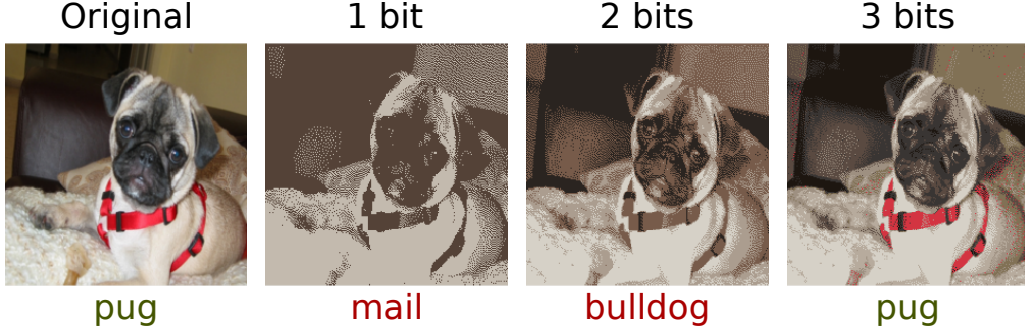 Original
1 bit
2 bits
3 bits
pug
mail
bulldog
pug